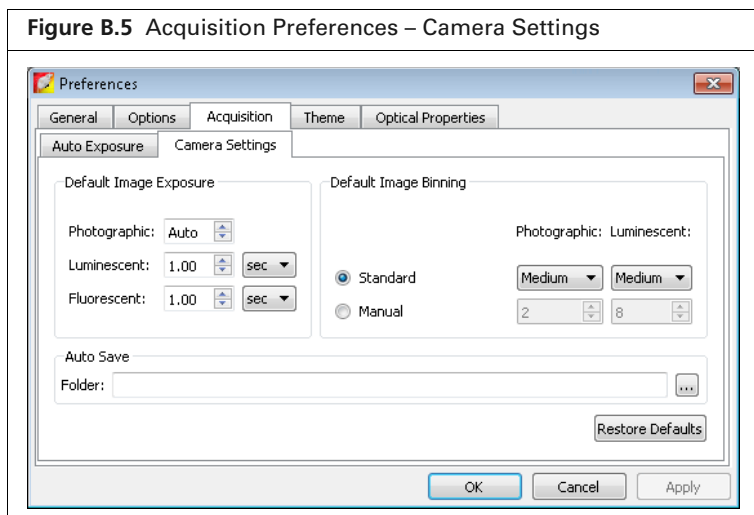 Figure B.5 Acquisition Preferences – Camera Settings
Preferences
General Options Acquisition Theme Optical Properties
Auto Exposure Camera Settings
Default Image Exposure
Photographic: Auto
Luminescent: 1.00 sec
Fluorescent: 1.00 sec
Default Image Binning
Photographic: Luminescent:
Standard Medium Medium
Manual 2 8
Auto Save
Folder: ...
Restore Defaults
OK Cancel Apply